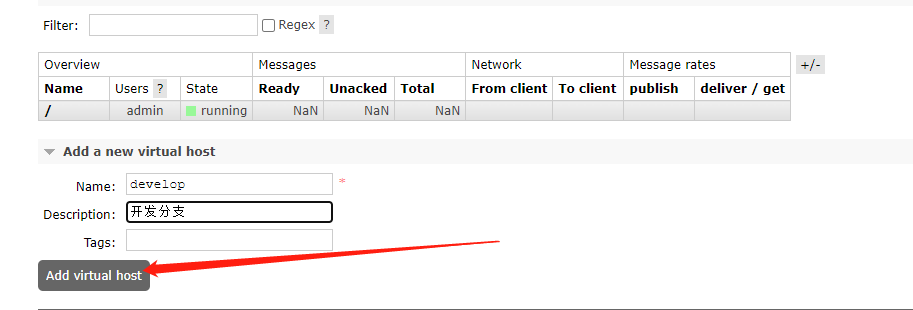 Filter: Regex ?
Overview Messages Network Message rates +/-
Name Users ? State Ready Unacked Total From client To client publish deliver / get
/ admin running NaN NaN NaN
Add a new virtual host
Name: develop *
Description: 开发分支
Tags:
Add virtual host